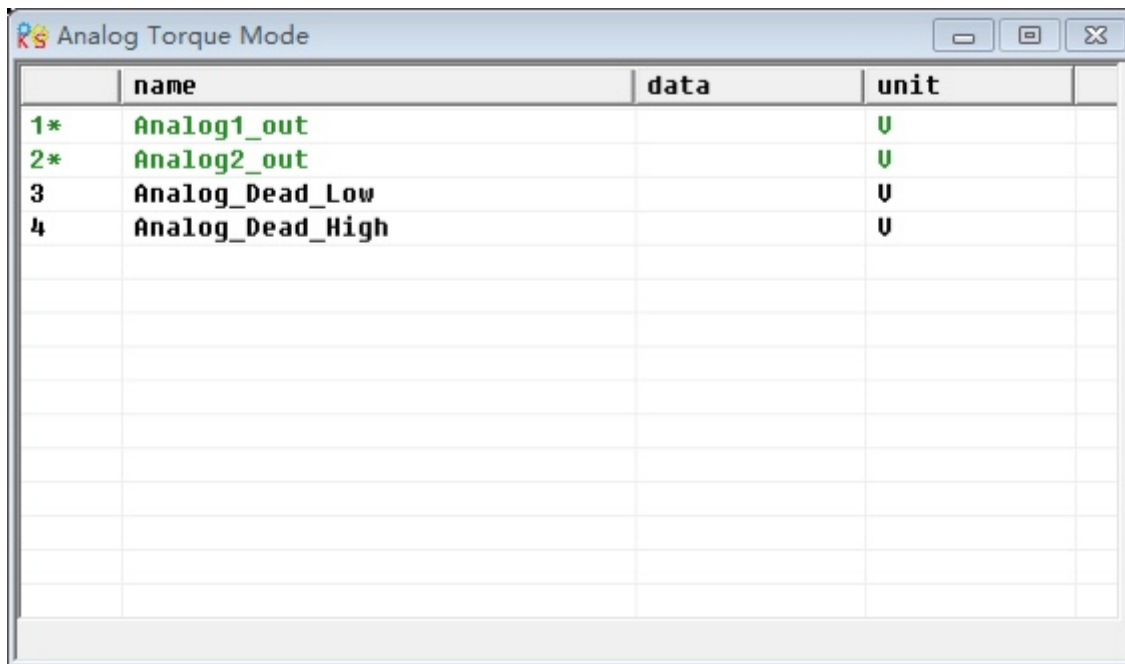 Analog Torque Mode
name data unit
1* Analog1_out V
2* Analog2_out V
3 Analog_Dead_Low V
4 Analog_Dead_High V